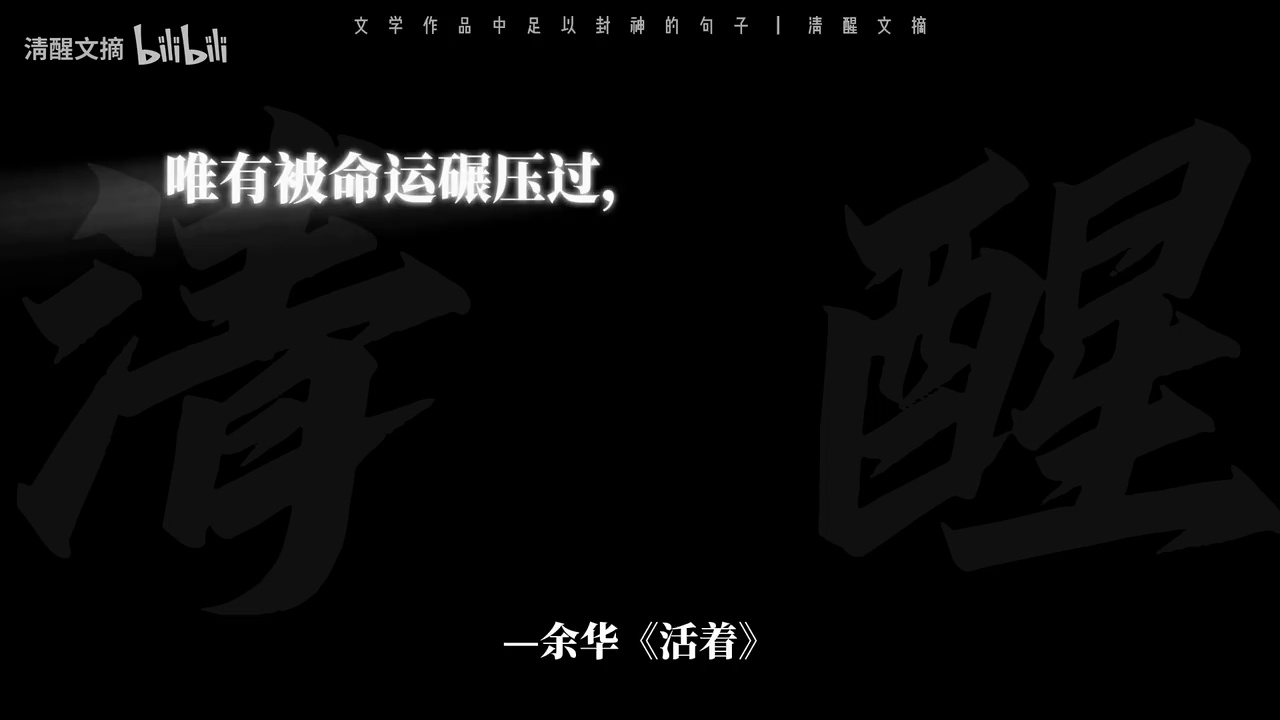 文学作品中足以封神的句子 | 清醒文摘
清醒文摘 bilibili
唯有被命运碾压过，
清 醒
—余华《活着》